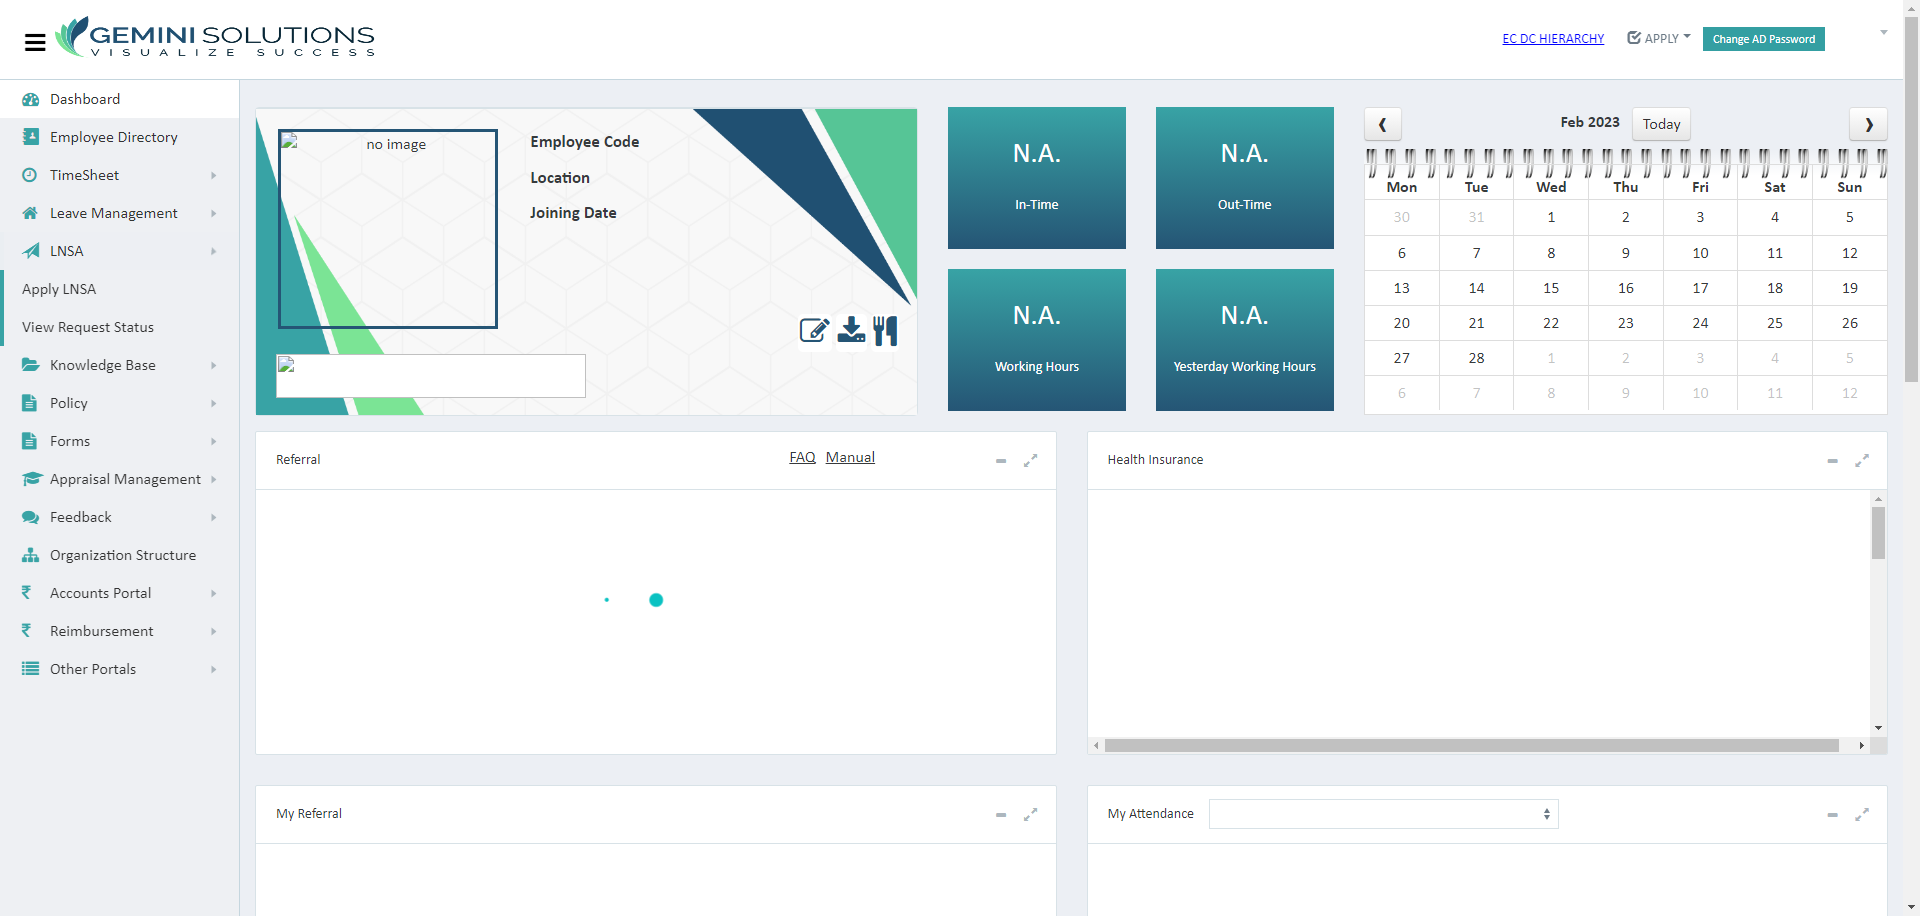 GEMINI SOLUTIONS
VISUALIZE SUCCESS
EC DC HIERARCHY
APPLY
Change AD Password
Dashboard
Employee Directory
TimeSheet
Leave Management
LNSA
Apply LNSA
View Request Status
Knowledge Base
Policy
Forms
Appraisal Management
Feedback
Organization Structure
Accounts Portal
Reimbursement
Other Portals
no image
Employee Code
Location
Joining Date
N.A.
In-Time
N.A.
Out-Time
N.A.
Working Hours
N.A.
Yesterday Working Hours
❮ Feb 2023 Today ❯
Mon Tue Wed Thu Fri Sat Sun
30 31 1 2 3 4 5
6 7 8 9 10 11 12
13 14 15 16 17 18 19
20 21 22 23 24 25 26
27 28 1 2 3 4 5
6 7 8 9 10 11 12
Referral FAQ Manual
Health Insurance
My Referral
My Attendance